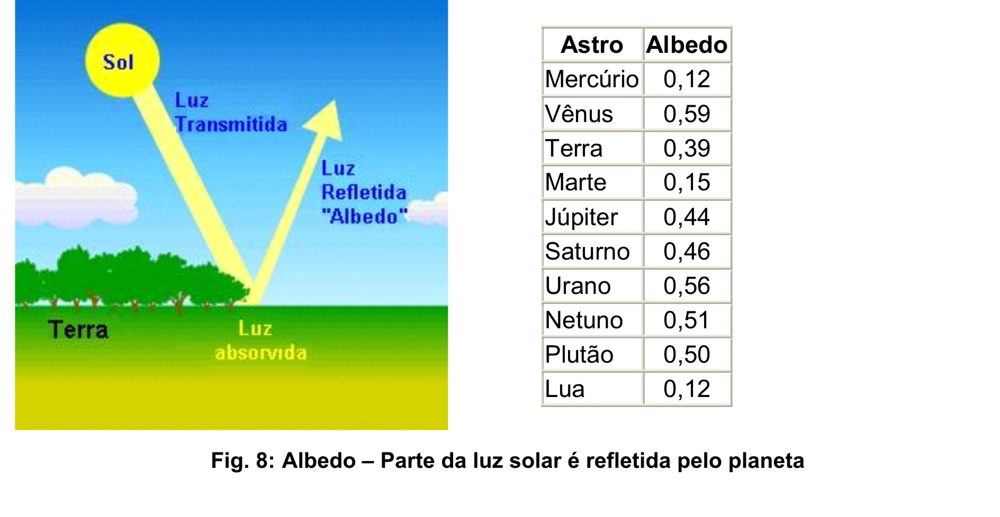 Sol
Luz
Transmitida
Luz
Refletida
"Albedo"
Terra
Luz
absorvida
Astro Albedo
Mercúrio 0,12
Vênus 0,59
Terra 0,39
Marte 0,15
Júpiter 0,44
Saturno 0,46
Urano 0,56
Netuno 0,51
Plutão 0,50
Lua 0,12
Fig. 8: Albedo – Parte da luz solar é refletida pelo planeta